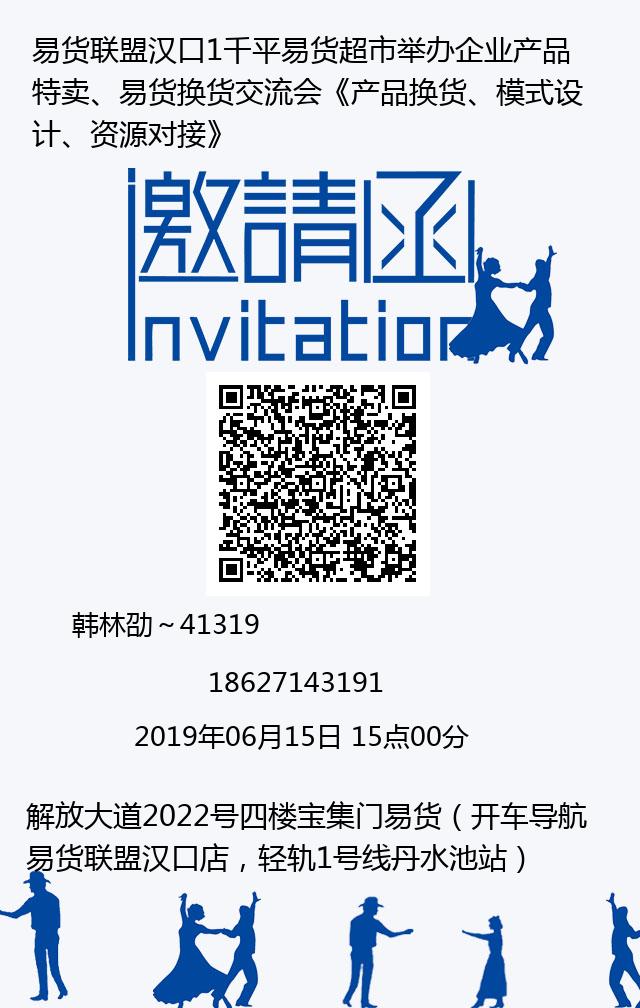 易货联盟汉口1千平易货超市举办企业产品
特卖、易货换货交流会《产品换货、模式设
计、资源对接》
邀請函
Invitation
韩林劭~41319
18627143191
2019年06月15日 15点00分
解放大道2022号四楼宝集门易货（开车导航
易货联盟汉口店，轻轨1号线丹水池站）